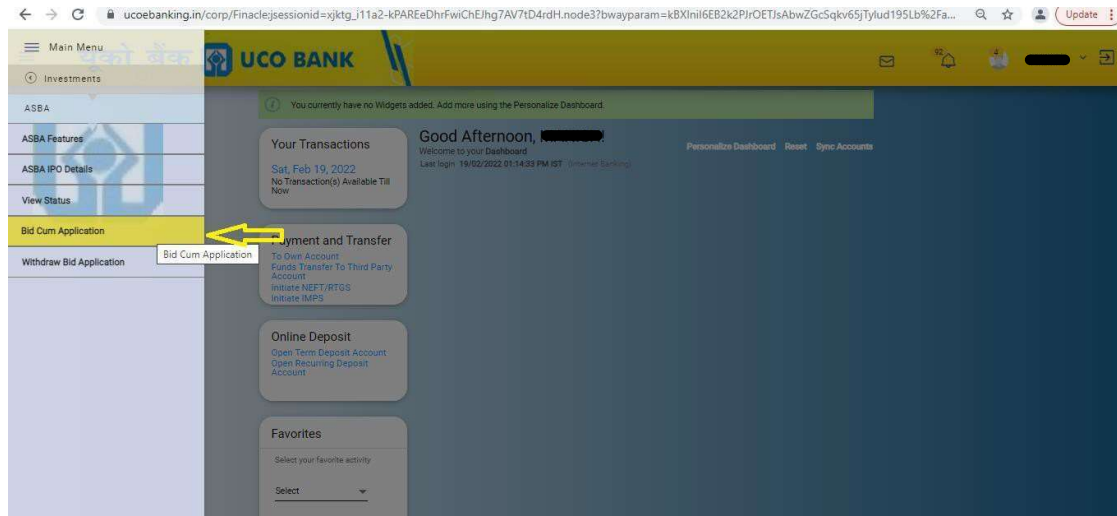 ucoebanking.in/corp/Finacle;jsessionid=xjktg_i11a2-kPAREeDhrFwiChEJhg7AV7tD4rdH.node3?bwayparam=kBXlniI6EB2k2PJrOETJsAbwZGcSqkv65jTylud195Lb%2Fa...
Update
Main Menu
यूको बैंक
UCO BANK
Investments
92
4
ASBA
ASBA Features
ASBA IPO Details
View Status
Bid Cum Application
Bid Cum Application
Withdraw Bid Application
You currently have no Widgets added. Add more using the Personalize Dashboard.
Good Afternoon,
Welcome to your Dashboard
Last login 19/02/2022 01:14:33 PM IST (Internet Banking)
Personalize Dashboard Reset Sync Accounts
Your Transactions
Sat, Feb 19, 2022
No Transaction(s) Available Till
Now
Payment and Transfer
To Own Account
Funds Transfer To Third Party
Account
Initiate NEFT/RTGS
Initiate IMPS
Online Deposit
Open Term Deposit Account
Open Recurring Deposit
Account
Favorites
Select your favorite activity
Select